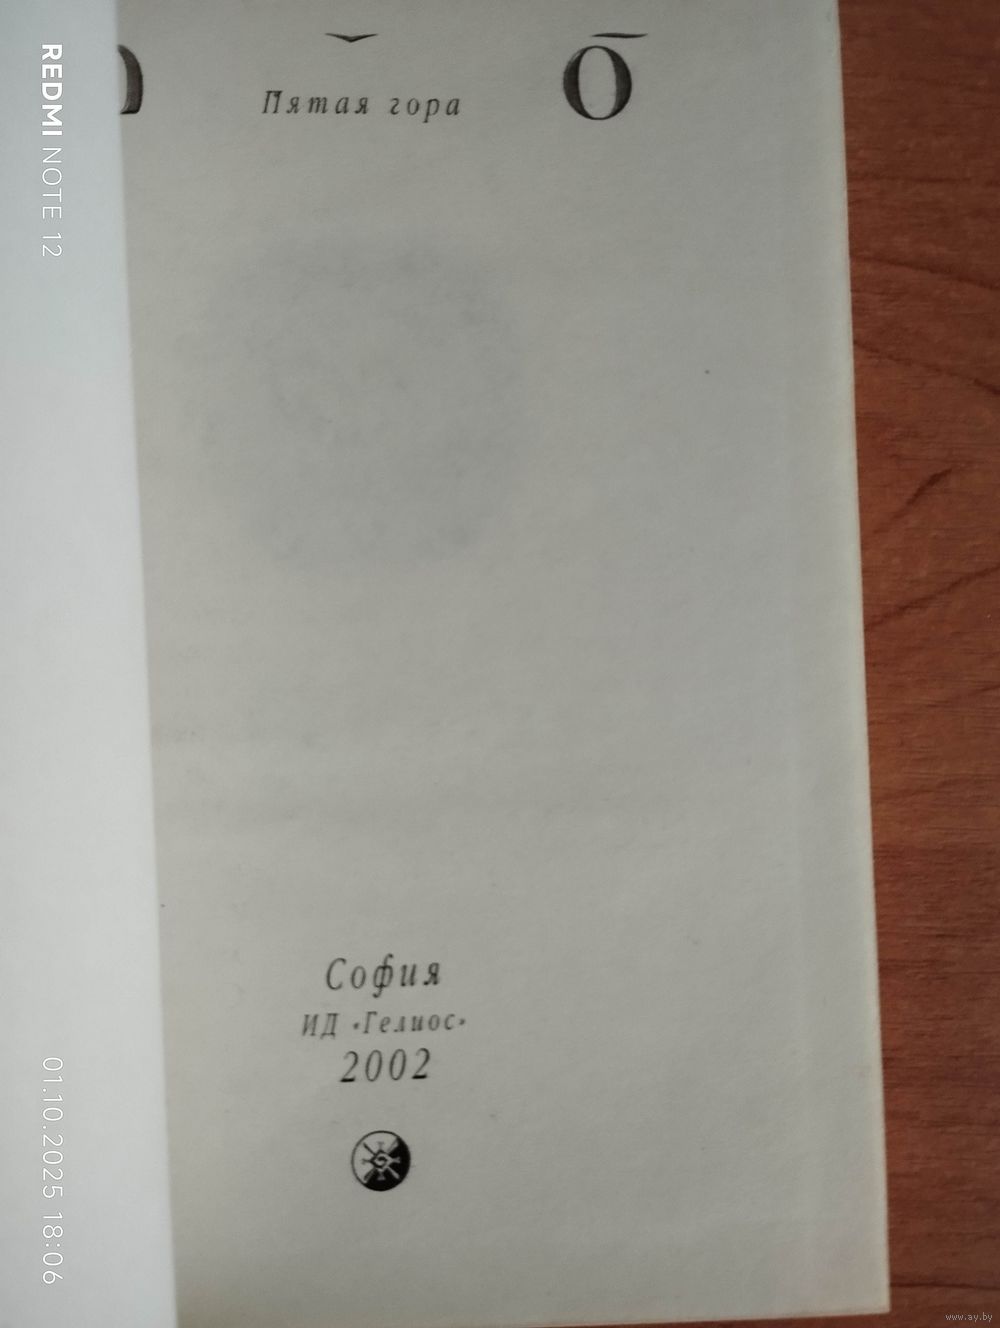 Пятая гора
б
София
ИД «Гелиос»
2002
REDMI NOTE 12
01.10.2025 18:06
www.ay.by